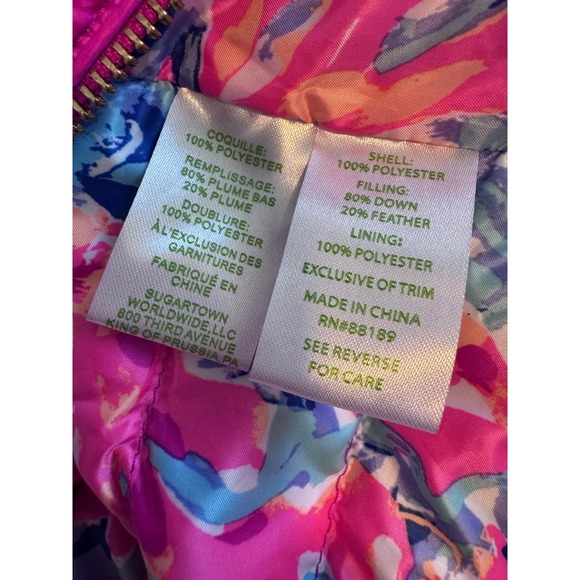 COQUILLE:
100% POLYESTER
REMPLISSAGE:
80% PLUME BAS
20% PLUME
DOUBLURE:
100% POLYESTER
À L'EXCLUSION DES
GARNITURES
FABRIQUÉ EN
CHINE
SUGARTOWN
WORLDWIDE,LLC
800 THIRD AVENUE
KING OF PRUSSIA,PA
SHELL:
100% POLYESTER
FILLING:
80% DOWN
20% FEATHER
LINING:
100% POLYESTER
EXCLUSIVE OF TRIM
MADE IN CHINA
RN#88189
SEE REVERSE
FOR CARE